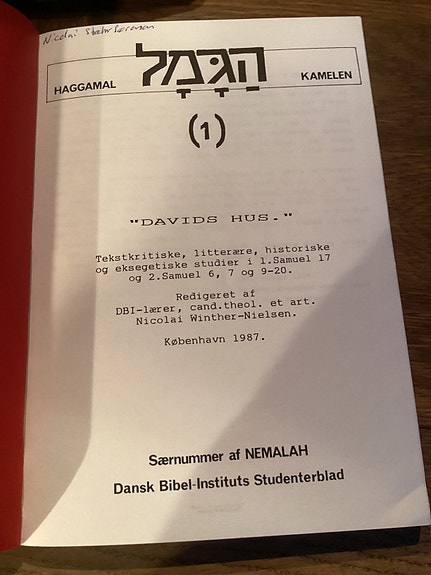 Nicolai
הַגָּמָל
HAGGAMAL
KAMELEN
(1)
"DAVIDS HUS."
Tekstkritiske, litterære, historiske
og eksegetiske studier i 1.Samuel 17
og 2.Samuel 6, 7 og 9-20.
Redigeret af
DBI-lærer, cand.theol. et art.
Nicolai Winther-Nielsen.
København 1987.
Særnummer af NEMALAH
Dansk Bibel-Instituts Studenterblad